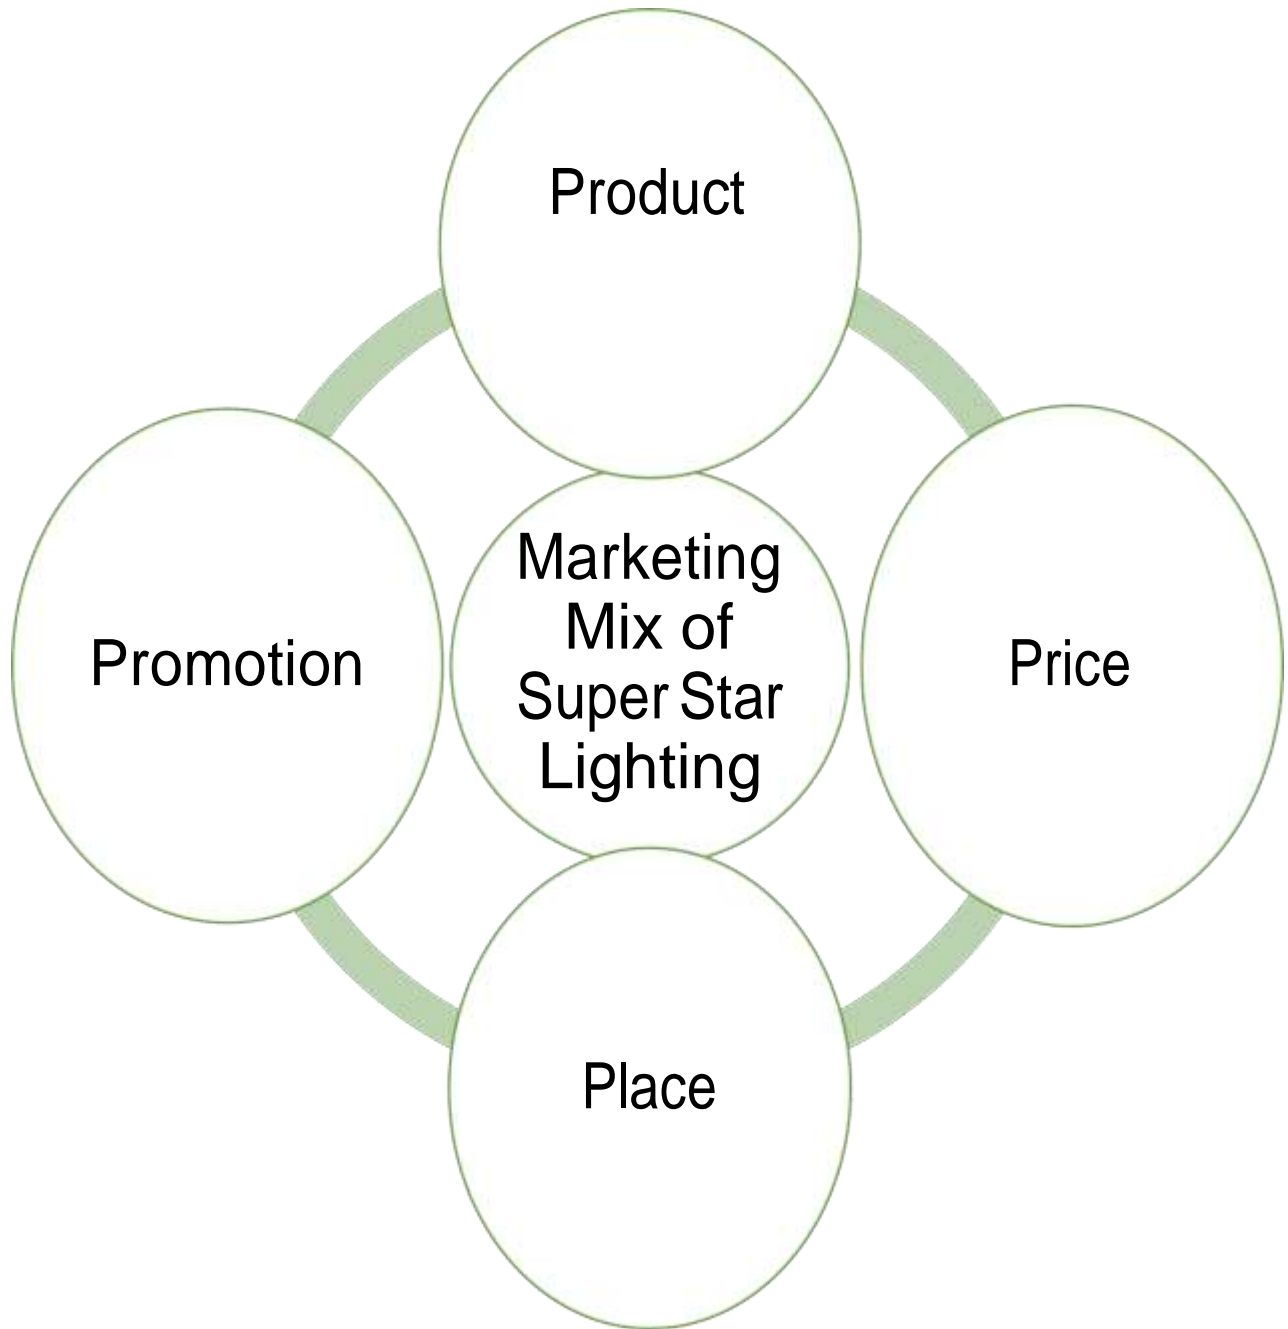 Product
Promotion
Marketing
Mix of
Super Star
Lighting
Price
Place